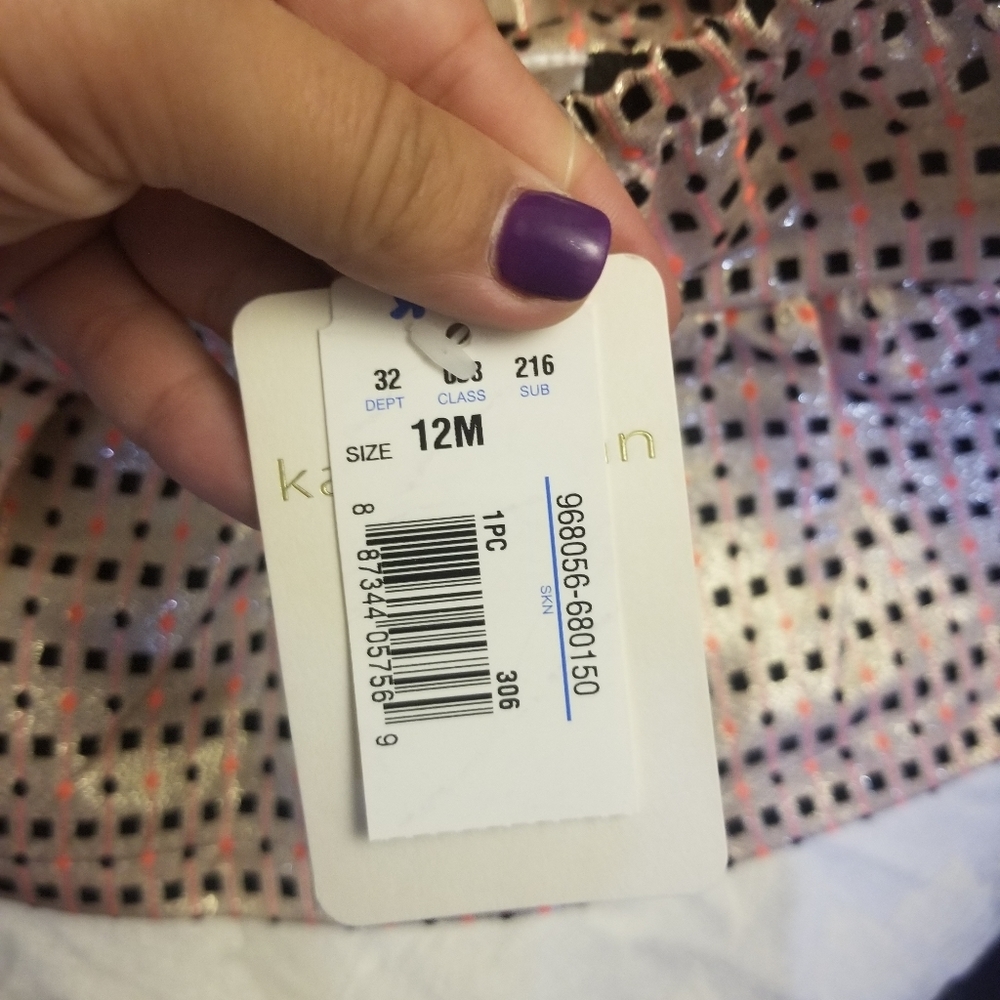 32 216
DEPT CLASS SUB
SIZE 12M
1PC
306
8 87344 05756 9
968056-680150
SKN